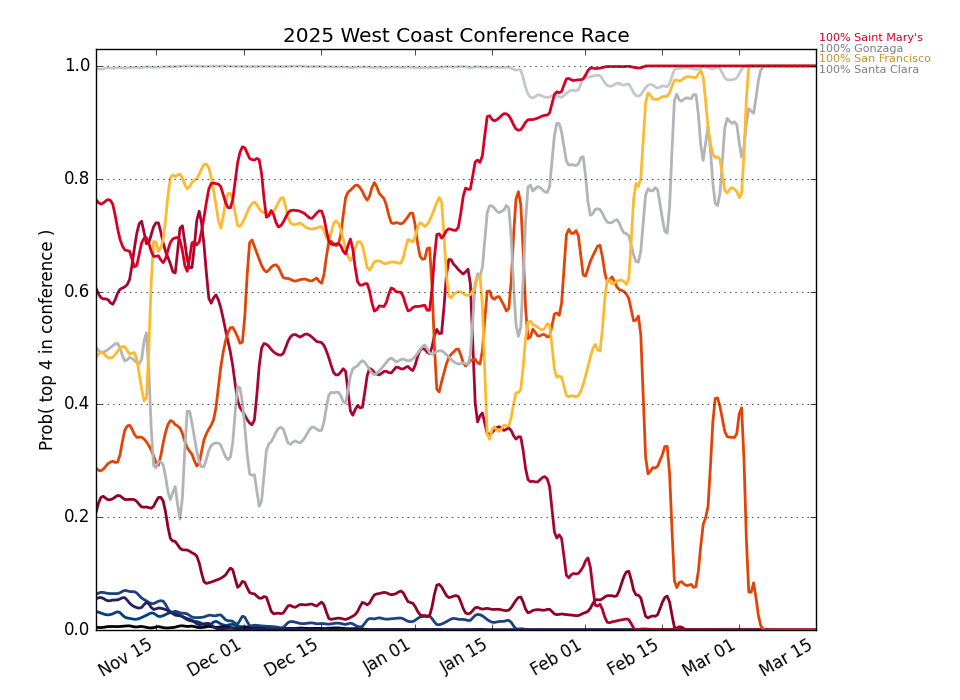 2025 West Coast Conference Race
100% Saint Mary's
100% Gonzaga
100% San Francisco
100% Santa Clara
Prob( top 4 in conference )
1.0
0.8
0.6
0.4
0.2
0.0
Nov 15
Dec 01
Dec 15
Jan 01
Jan 15
Feb 01
Feb 15
Mar 01
Mar 15